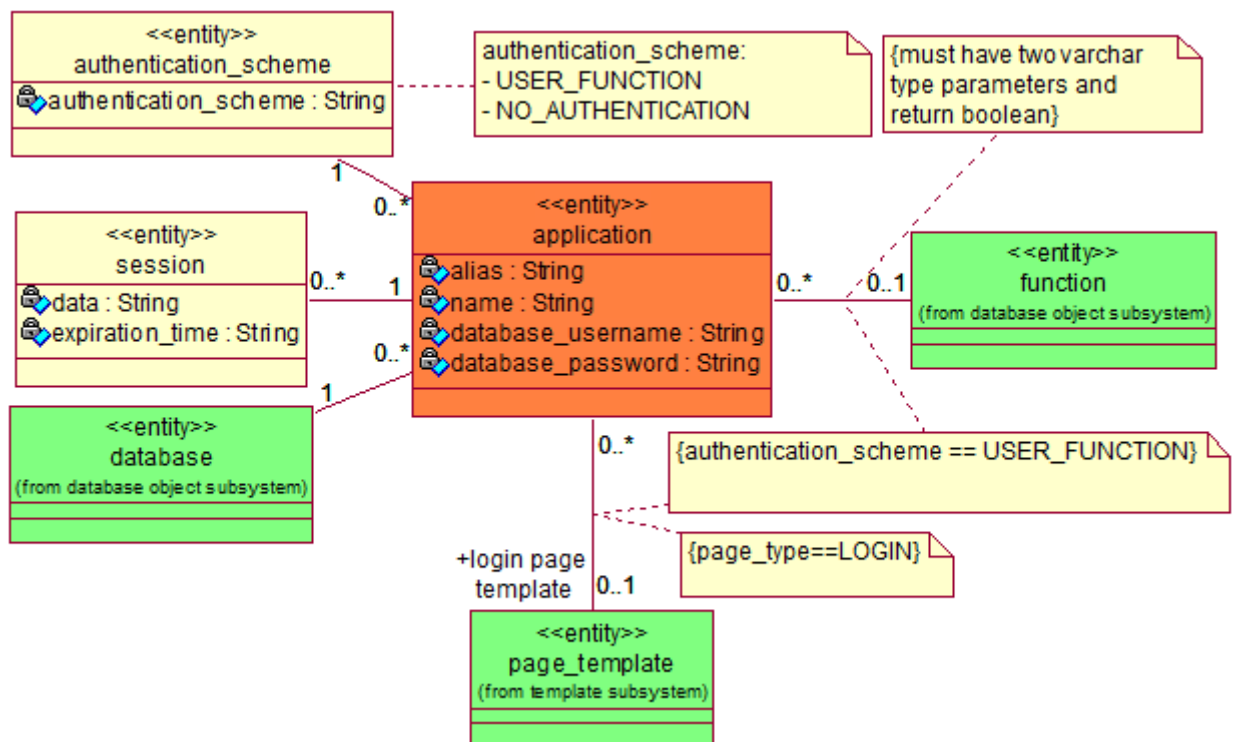 <<entity>>
authentication_scheme
authentication_scheme : String
authentication_scheme:
- USER_FUNCTION
- NO_AUTHENTICATION
{must have two varchar
type parameters and
return boolean}
1
0..*
<<entity>>
session
data : String
expiration_time : String
0..*
1
<<entity>>
application
alias : String
name : String
database_username : String
database_password : String
0..*
0..1
<<entity>>
function
(from database object subsystem)
0..*
1
<<entity>>
database
(from database object subsystem)
0..*
{authentication_scheme == USER_FUNCTION}
{page_type==LOGIN}
+login page
template
0..1
<<entity>>
page_template
(from template subsystem)